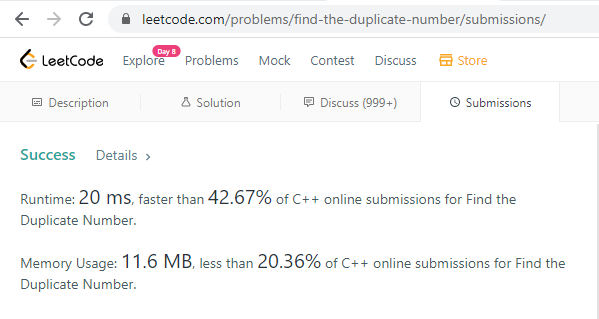 leetcode.com/problems/find-the-duplicate-number/submissions/
LeetCode Explore Day 8 Problems Mock Contest Discuss Store
Description Solution Discuss (999+) Submissions
Success Details >
Runtime: 20 ms, faster than 42.67% of C++ online submissions for Find the
Duplicate Number.
Memory Usage: 11.6 MB, less than 20.36% of C++ online submissions for Find the
Duplicate Number.